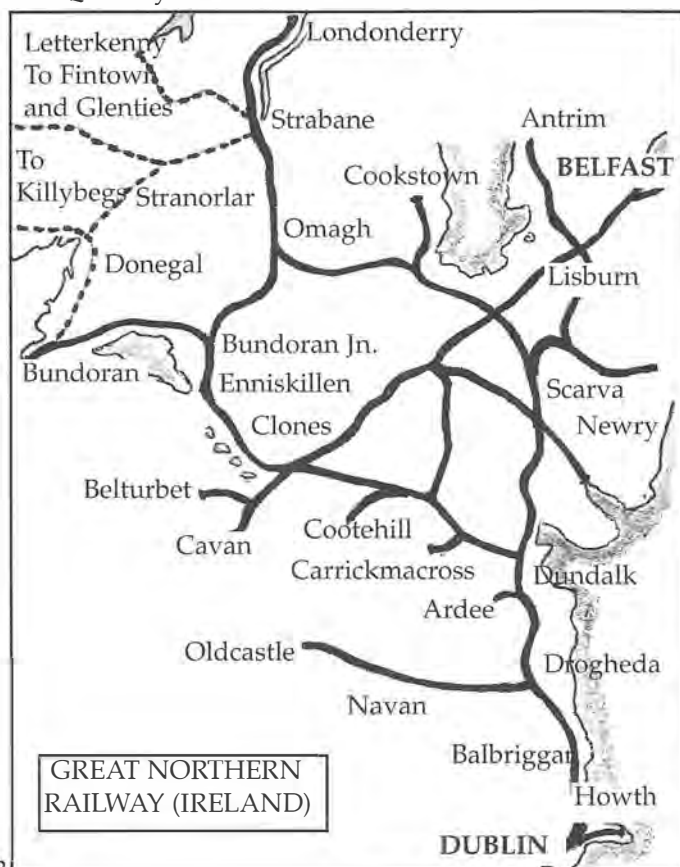 Letterkenny
To Fintown
and Glenties
Londonderry
Strabane
Antrim
BELFAST
To
Killybegs
Stranorlar
Cookstown
Omagh
Donegal
Lisburn
Bundoran Jn.
Bundoran
Enniskillen
Scarva
Clones
Newry
Belturbet
Cootehill
Cavan
Carrickmacross
Dundalk
Ardee
Oldcastle
Drogheda
Navan
Balbriggan
GREAT NORTHERN
RAILWAY (IRELAND)
Howth
DUBLIN